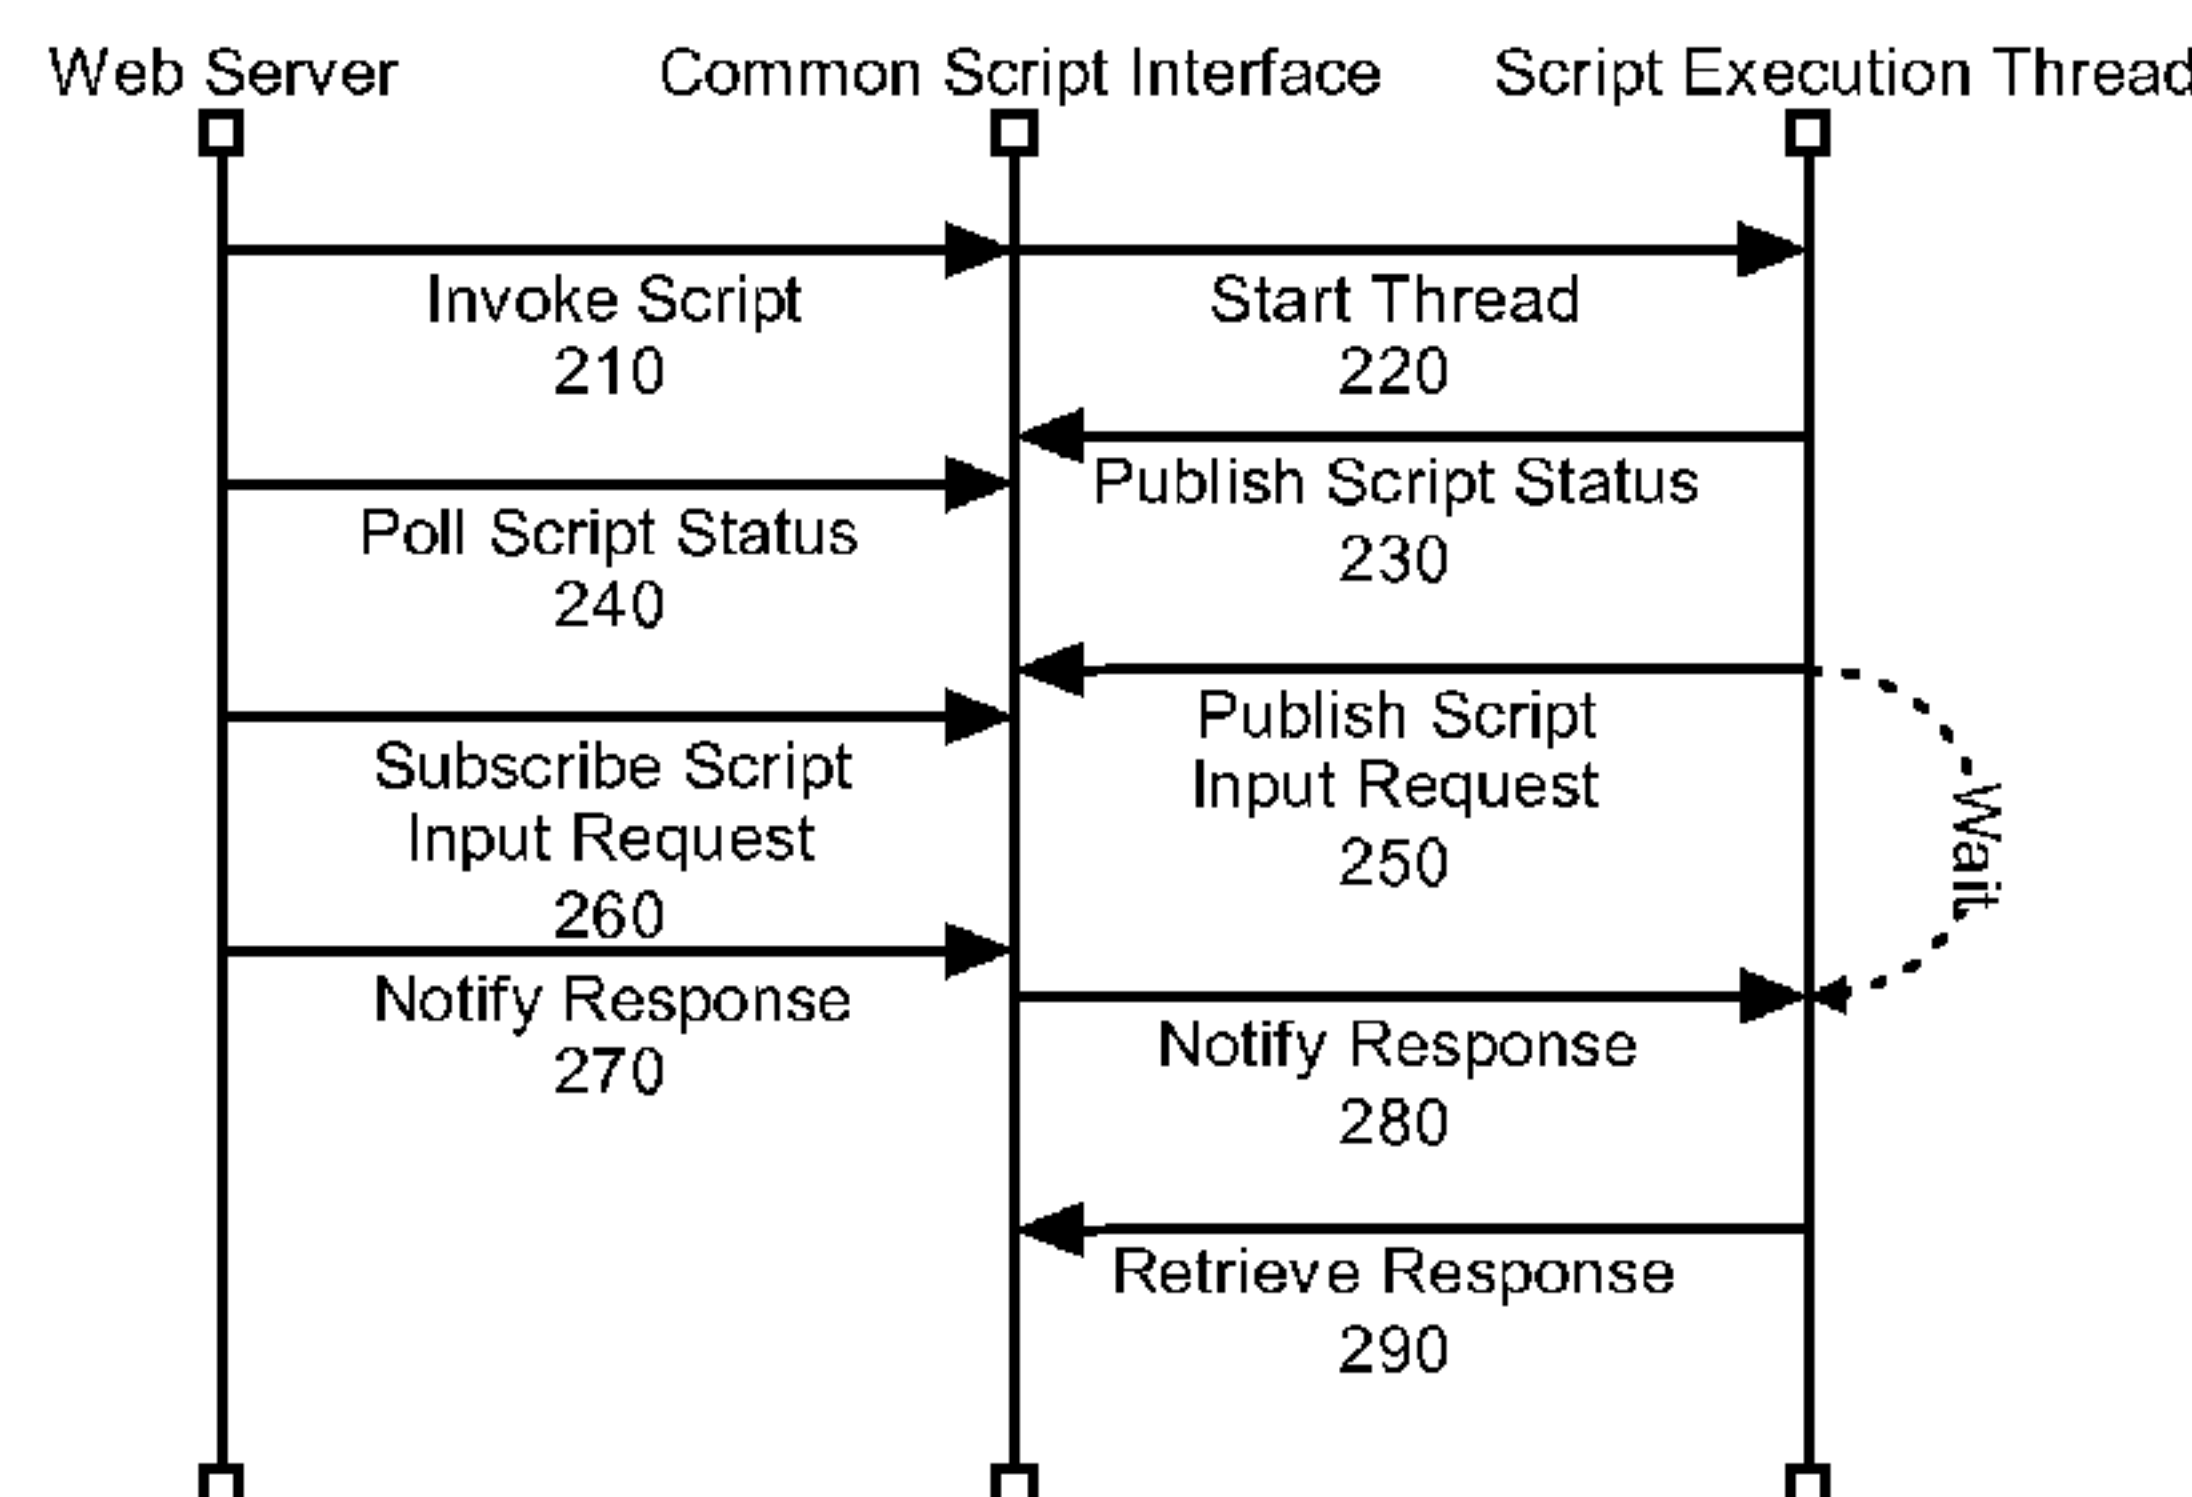 Web Server
Common Script Interface
Script Execution Thread
Invoke Script
210
Start Thread
220
Publish Script Status
230
Poll Script Status
240
Publish Script
Input Request
250
Wait
Subscribe Script
Input Request
260
Notify Response
270
Notify Response
280
Retrieve Response
290